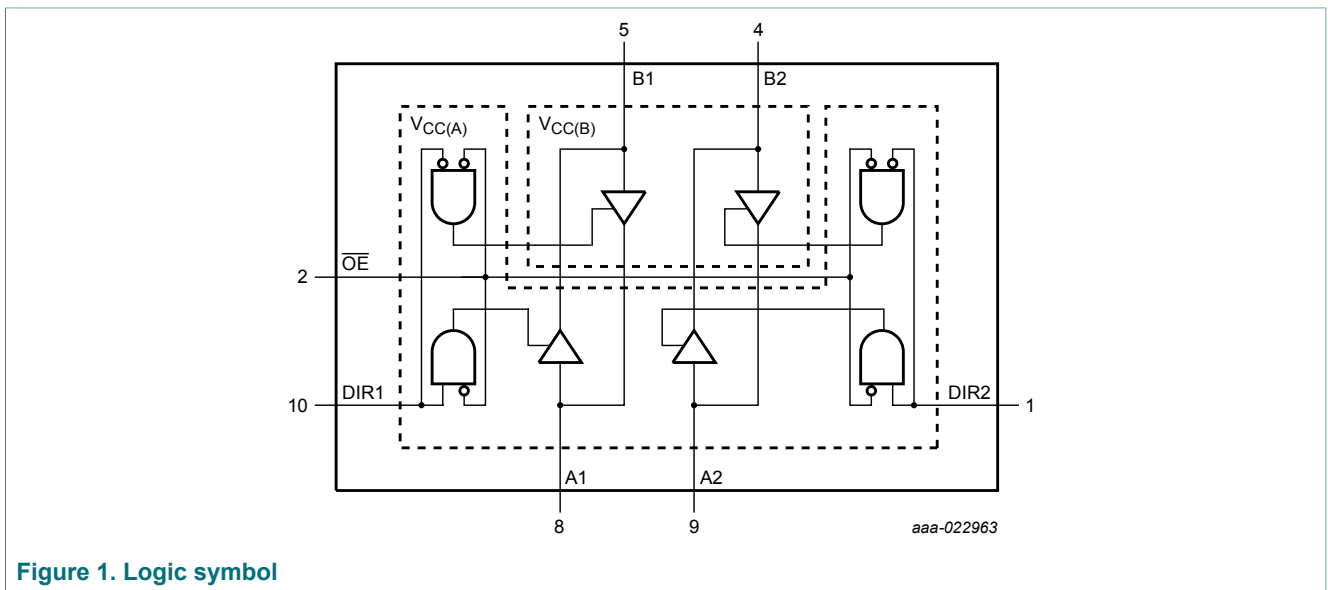 5 4
B1 B2
VCC(A) VCC(B)
2 OE
10 DIR1 DIR2 1
A1 A2
8 9
aaa-022963
Figure 1. Logic symbol